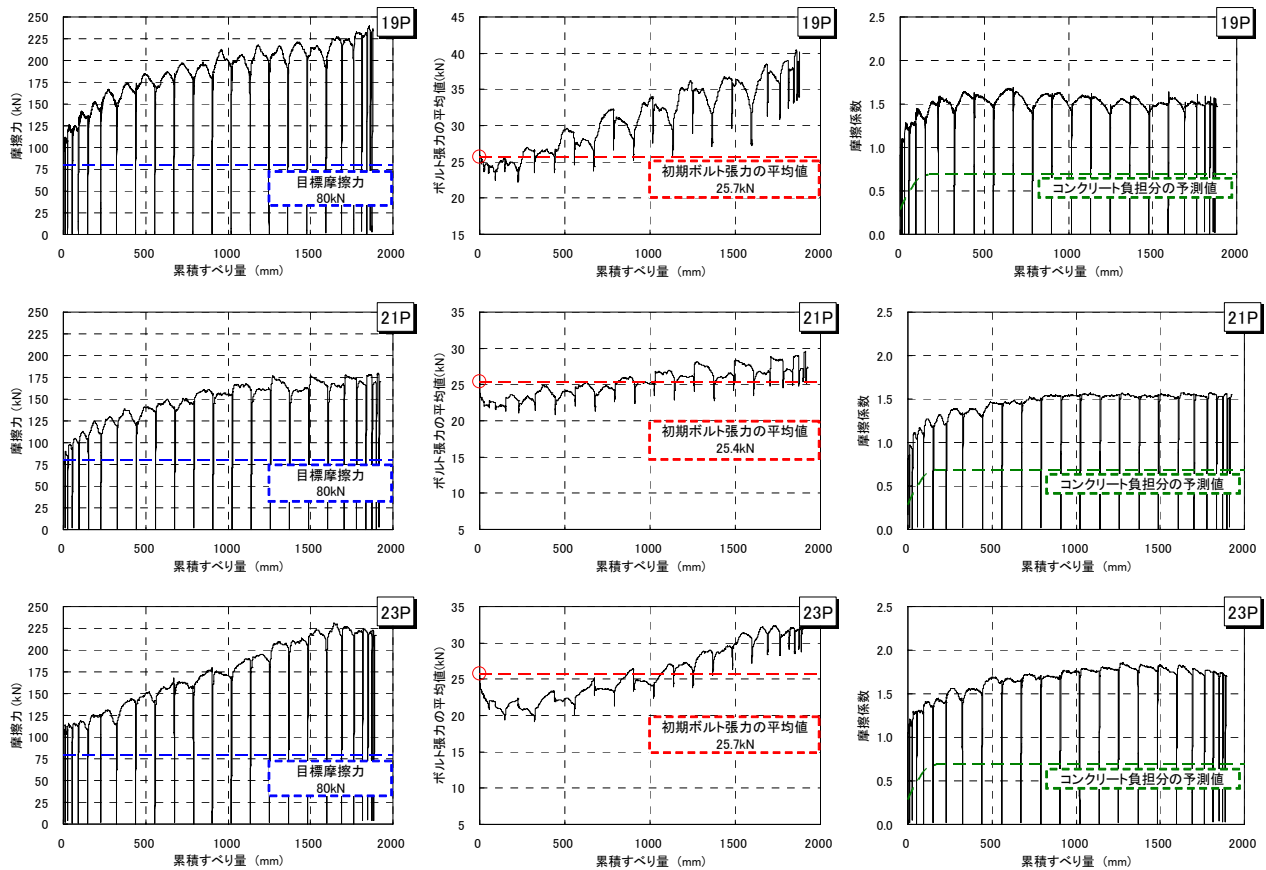 19P
摩擦力 (kN)
250
225
200
175
150
125
100
75
50
25
0
目標摩擦力
80kN
0 500 1000 1500 2000
累積すべり量 (mm)
19P
ボルト張力の平均値(kN)
45
40
35
30
25
20
15
初期ボルト張力の平均値
25.7kN
0 500 1000 1500 2000
累積すべり量 (mm)
19P
摩擦係数
2.5
2.0
1.5
1.0
0.5
0.0
コンクリート負担分の予測値
0 500 1000 1500 2000
累積すべり量 (mm)
21P
摩擦力 (kN)
250
225
200
175
150
125
100
75
50
25
0
目標摩擦力
80kN
0 500 1000 1500 2000
累積すべり量 (mm)
21P
ボルト張力の平均値(kN)
35
30
25
20
15
10
5
初期ボルト張力の平均値
25.4kN
0 500 1000 1500 2000
累積すべり量 (mm)
21P
摩擦係数
2.5
2.0
1.5
1.0
0.5
0.0
コンクリート負担分の予測値
0 500 1000 1500 2000
累積すべり量 (mm)
23P
摩擦力 (kN)
250
225
200
175
150
125
100
75
50
25
0
目標摩擦力
80kN
0 500 1000 1500 2000
累積すべり量 (mm)
23P
ボルト張力の平均値(kN)
35
30
25
20
15
10
5
初期ボルト張力の平均値
25.7kN
0 500 1000 1500 2000
累積すべり量 (mm)
23P
摩擦係数
2.5
2.0
1.5
1.0
0.5
0.0
コンクリート負担分の予測値
0 500 1000 1500 2000
累積すべり量 (mm)